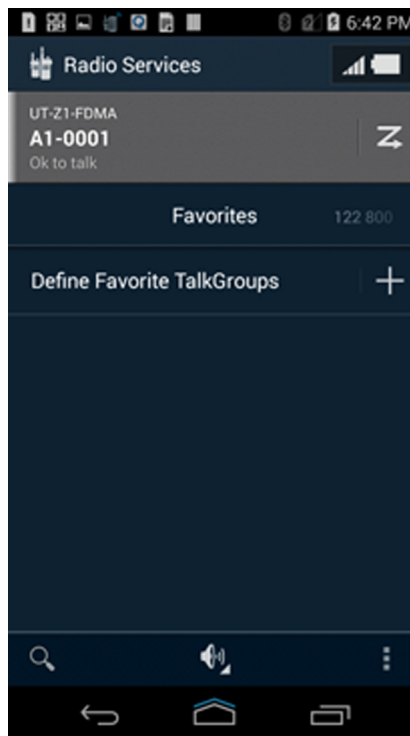 6:42 PM
Radio Services
UT-Z1-FDMA
A1-0001
Ok to talk
Favorites 122 800
Define Favorite TalkGroups